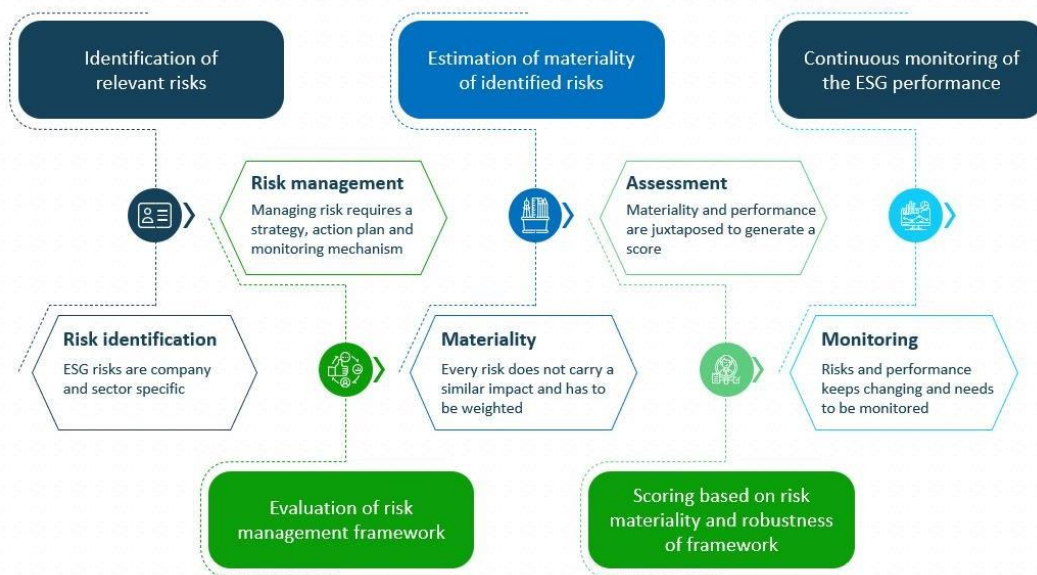 Identification of
relevant risks
Estimation of materiality
of identified risks
Continuous monitoring of
the ESG performance
Risk management
Managing risk requires a
strategy, action plan and
monitoring mechanism
Assessment
Materiality and performance
are juxtaposed to generate a
score
Risk identification
ESG risks are company
and sector specific
Materiality
Every risk does not carry a
similar impact and has to
be weighted
Monitoring
Risks and performance
keeps changing and needs
to be monitored
Evaluation of risk
management framework
Scoring based on risk
materiality and robustness
of framework